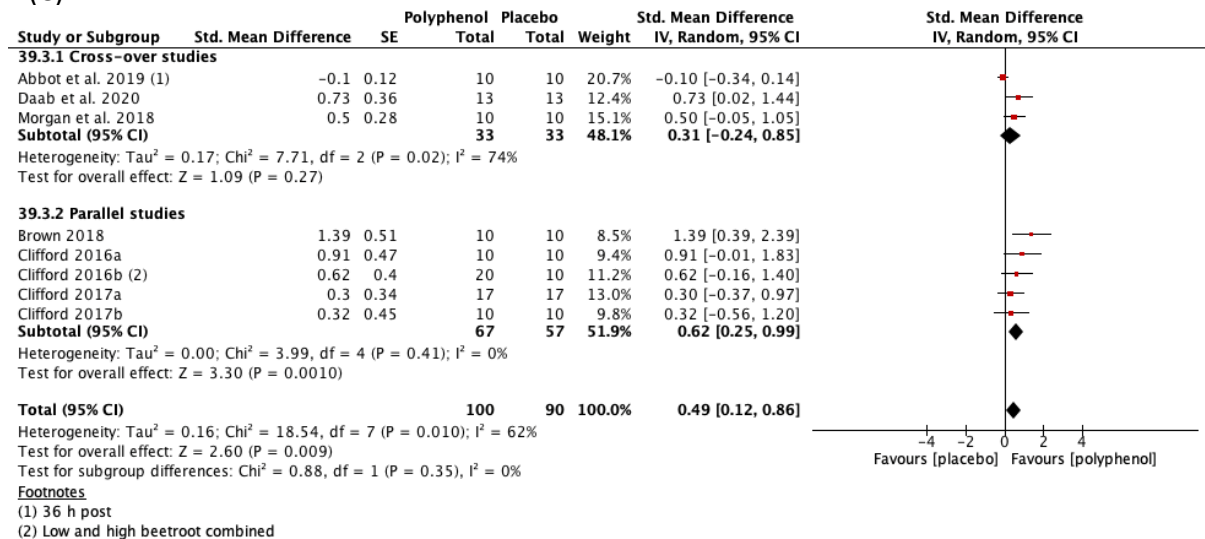 Polyphenol Placebo Std. Mean Difference Std. Mean Difference
Study or Subgroup Std. Mean Difference SE Total Total Weight IV, Random, 95% CI IV, Random, 95% CI
39.3.1 Cross-over studies
Abbot et al. 2019 (1) -0.1 0.12 10 10 20.7% -0.10 [-0.34, 0.14]
Daab et al. 2020 0.73 0.36 13 13 12.4% 0.73 [0.02, 1.44]
Morgan et al. 2018 0.5 0.28 10 10 15.1% 0.50 [-0.05, 1.05]
Subtotal (95% CI) 33 33 48.1% 0.31 [-0.24, 0.85]
Heterogeneity: Tau² = 0.17; Chi² = 7.71, df = 2 (P = 0.02); I² = 74%
Test for overall effect: Z = 1.09 (P = 0.27)
39.3.2 Parallel studies
Brown 2018 1.39 0.51 10 10 8.5% 1.39 [0.39, 2.39]
Clifford 2016a 0.91 0.47 10 10 9.4% 0.91 [-0.01, 1.83]
Clifford 2016b (2) 0.62 0.4 20 10 11.2% 0.62 [-0.16, 1.40]
Clifford 2017a 0.3 0.34 17 17 13.0% 0.30 [-0.37, 0.97]
Clifford 2017b 0.32 0.45 10 10 9.8% 0.32 [-0.56, 1.20]
Subtotal (95% CI) 67 57 51.9% 0.62 [0.25, 0.99]
Heterogeneity: Tau² = 0.00; Chi² = 3.99, df = 4 (P = 0.41); I² = 0%
Test for overall effect: Z = 3.30 (P = 0.0010)
Total (95% CI) 100 90 100.0% 0.49 [0.12, 0.86]
Heterogeneity: Tau² = 0.16; Chi² = 18.54, df = 7 (P = 0.010); I² = 62%
Test for overall effect: Z = 2.60 (P = 0.009)
Test for subgroup differences: Chi² = 0.88, df = 1 (P = 0.35), I² = 0%
-4 -2 0 2 4
Favours [placebo] Favours [polyphenol]
Footnotes
(1) 36 h post
(2) Low and high beetroot combined